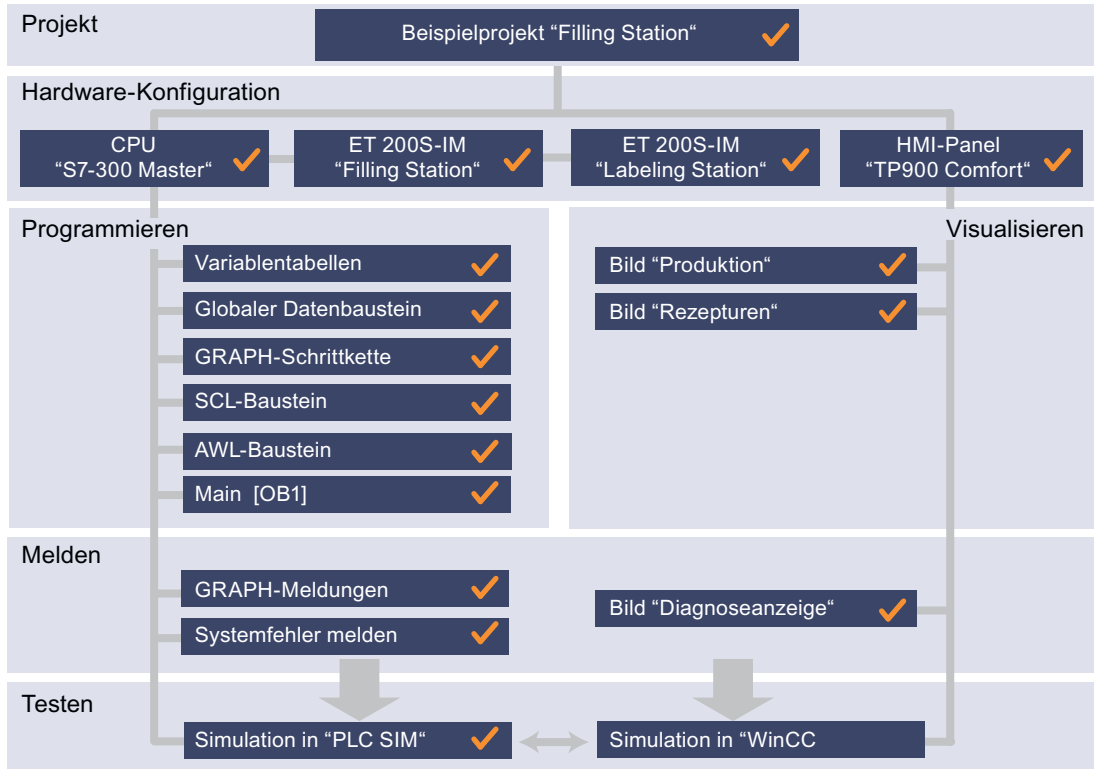 Projekt
Beispielprojekt “Filling Station“
Hardware-Konfiguration
CPU
“S7-300 Master“
ET 200S-IM
“Filling Station“
ET 200S-IM
“Labeling Station“
HMI-Panel
“TP900 Comfort“
Programmieren
Variablentabellen
Globaler Datenbaustein
GRAPH-Schrittkette
SCL-Baustein
AWL-Baustein
Main [OB1]
Visualisieren
Bild “Produktion“
Bild “Rezepturen“
Melden
GRAPH-Meldungen
Systemfehler melden
Bild “Diagnoseanzeige“
Testen
Simulation in “PLC SIM“
Simulation in “WinCC